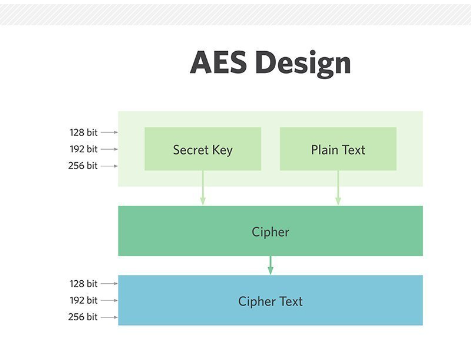 AES Design
128 bit
192 bit
256 bit
Secret Key
Plain Text
Cipher
128 bit
192 bit
256 bit
Cipher Text